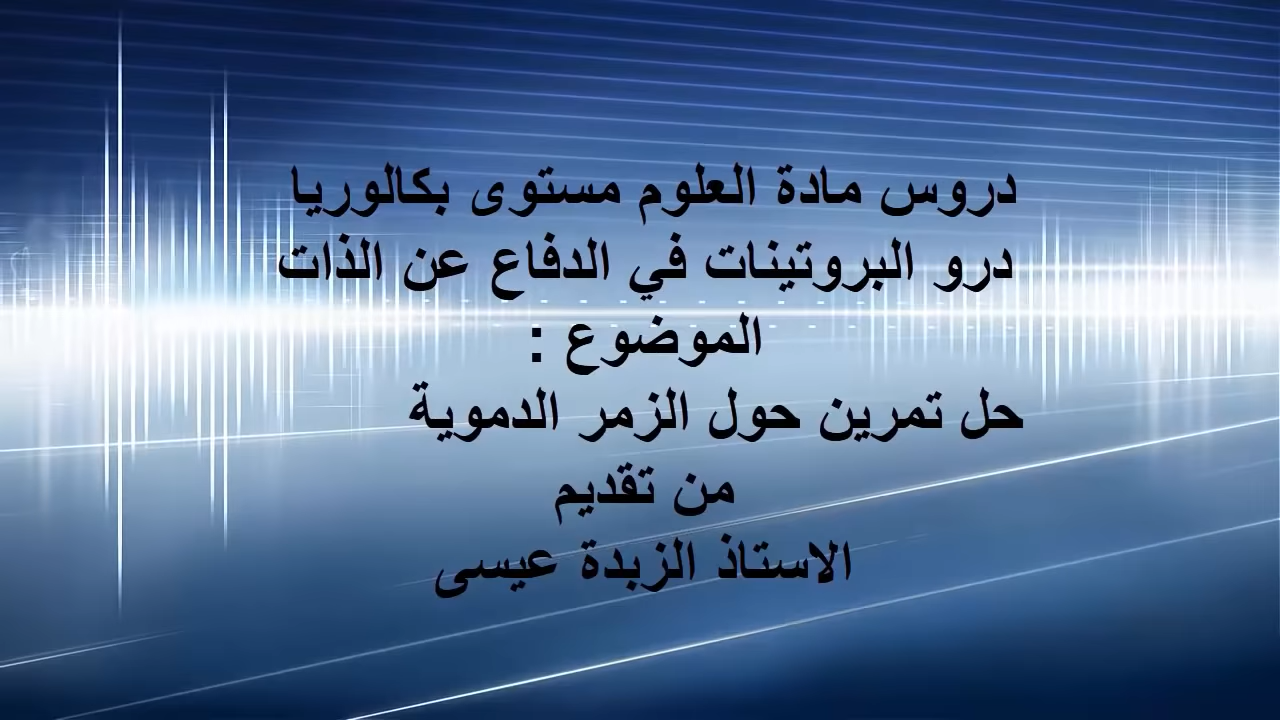 دروس مادة العلوم مستوى بكالوريا
درو البروتينات في الدفاع عن الذات
الموضوع :
حل تمرين حول الزمر الدموية
من تقديم
الاستاذ الزبدة عيسى